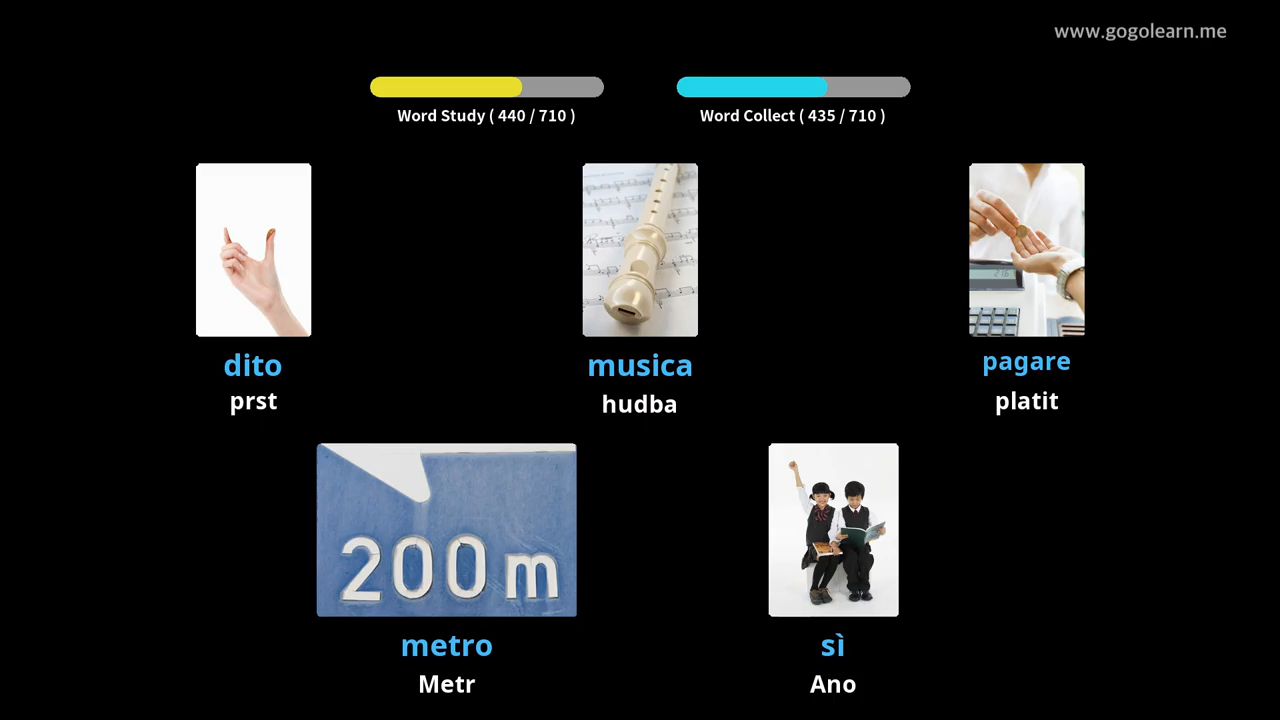 www.gogolearn.me
Word Study ( 440 / 710 )
Word Collect ( 435 / 710 )
dito
prst
musica
hudba
pagare
platit
200 m
metro
Metr
sì
Ano